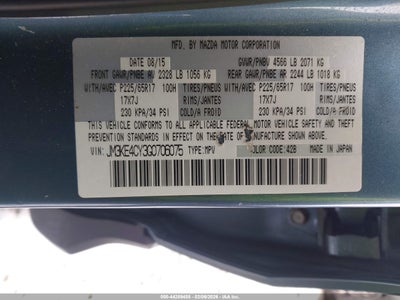 MFD. BY MAZDA MOTOR CORPORATION
DATE 08/15 GVWR/PNBV 4566 LB 2071 KG
FRONT GAWR/PNBE AV 2328 LB 1056 KG REAR GAWR/PNBE AR 2244 LB 1018 KG
WITH/AVEC P225/65R17 100H TIRES/PNEUS WITH/AVEC P225/65R17 100H TIRES/PNEUS
17X7J RIMS/JANTES 17X7J RIMS/JANTES
230 KPA/34 PSI COLD/A FROID 230 KPA/34 PSI COLD/A FROID
THIS VEHICLE CONFORMS TO ALL APPLICABLE FEDERAL MOTOR VEHICLE SAFETY AND THEFT
PREVENTION STANDARDS IN EFFECT ON THE DATE OF MANUFACTURE SHOWN ABOVE.
VIN: JM3KE4CY3G0706075 TYPE:MPV COLOR CODE:42B MADE IN JAPAN